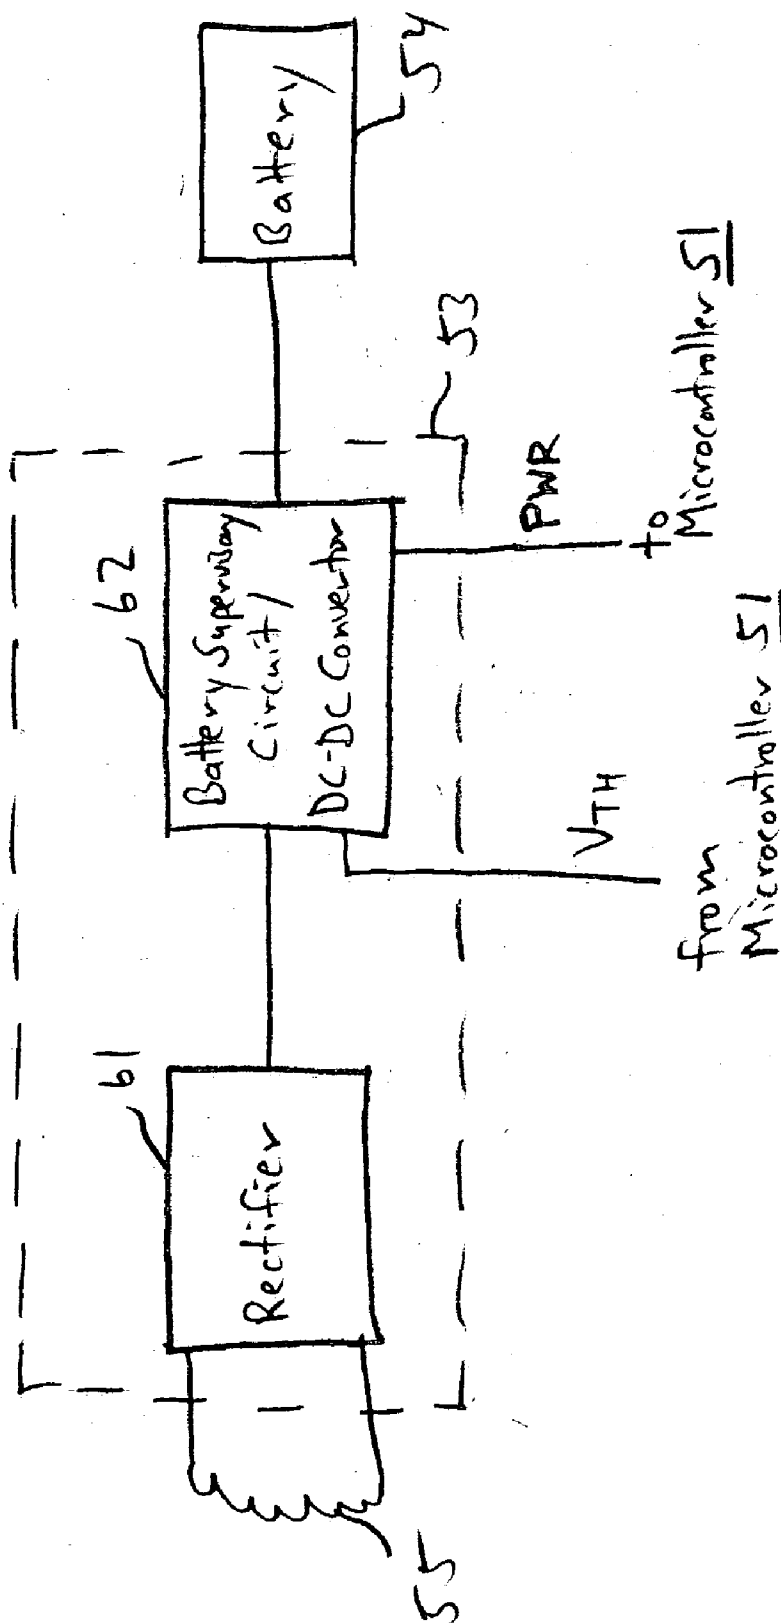 55
61
Rectifier
62
Battery Supervisory
Circuit/
DC-DC Convertor
53
Battery
54
VTH
from
Microcontroller 51
PWR
to
Microcontroller 51